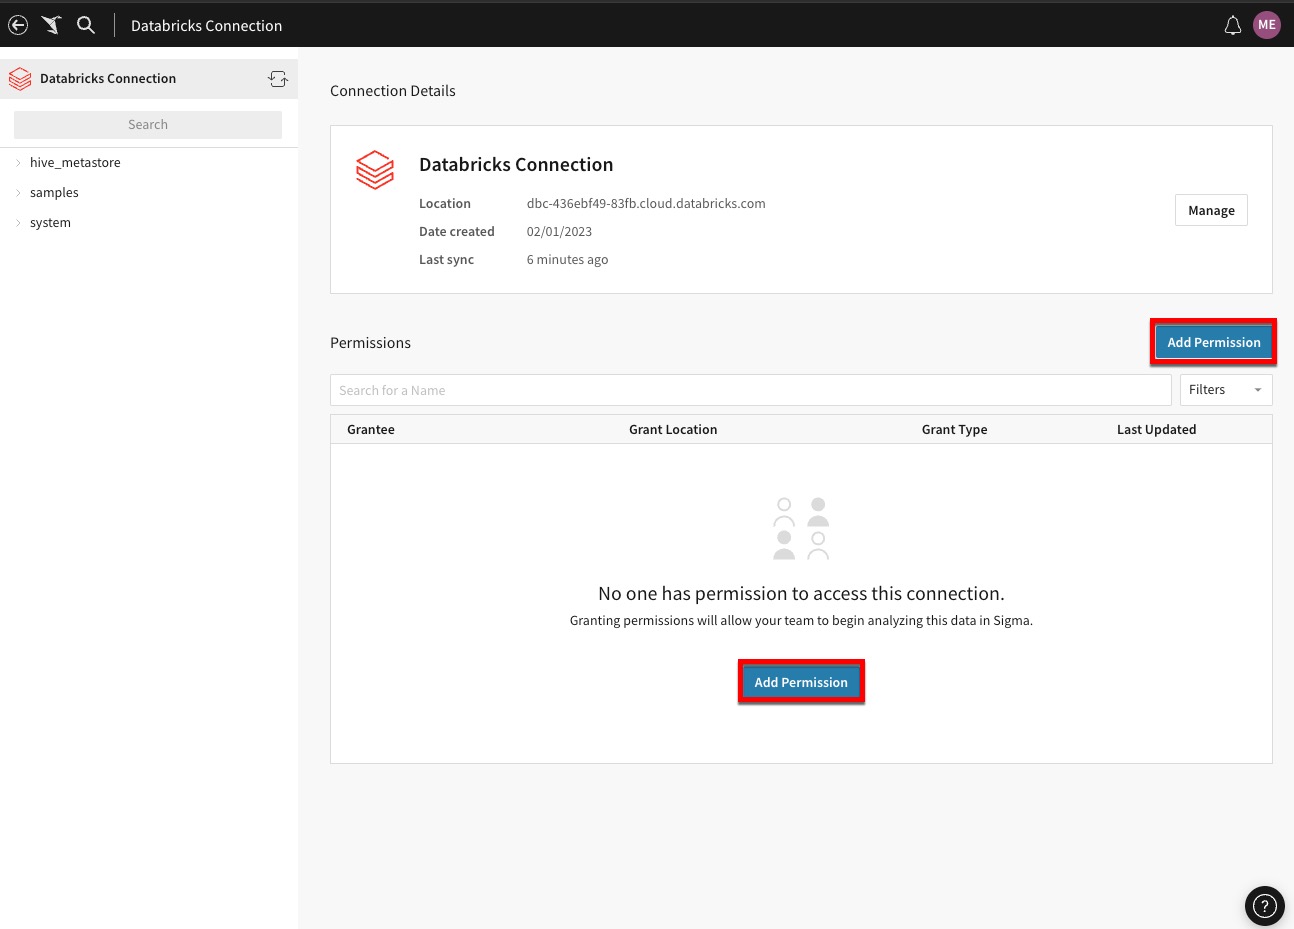 Databricks Connection
ME
Databricks Connection
Search
hive_metastore
samples
system
Connection Details
Databricks Connection
Location dbc-436ebf49-83fb.cloud.databricks.com
Date created 02/01/2023
Last sync 6 minutes ago
Manage
Permissions
Add Permission
Search for a Name
Filters
Grantee Grant Location Grant Type Last Updated
No one has permission to access this connection.
Granting permissions will allow your team to begin analyzing this data in Sigma.
Add Permission
?